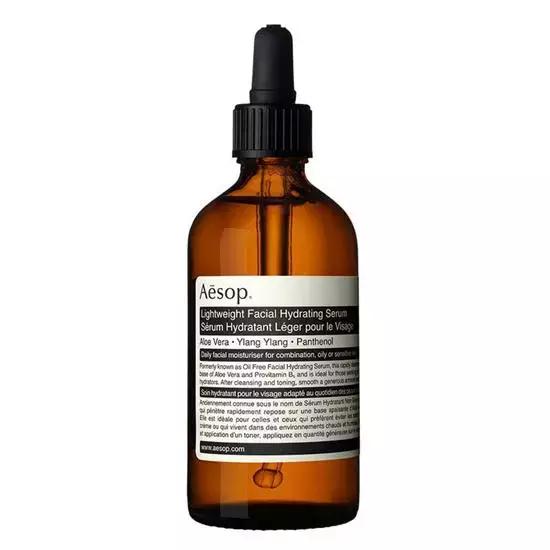 Aēsop.
Lightweight Facial Hydrating Serum
Sérum Hydratant Léger pour le Visage
Aloe Vera · Ylang Ylang · Panthenol
Daily facial moisturiser for combination, oily or sensitive
Formerly known as Oil Free Facial Hydrating Serum, this rapidly
base of Aloe Vera and Provitamin B₅ and is ideal for those
hydrators. After cleansing and toning, smooth a generous
Soin hydratant pour le visage adapté au quotidien des
Anciennement connue sous le nom de Sérum Hydratant Non
qui pénètre rapidement repose sur une base apaisante d'
Elle est idéale pour celles et ceux qui préfèrent éviter les
crème ou qui vivent dans des environnements chauds et
et application d'un toner, appliquez en quantité
www.aesop.com